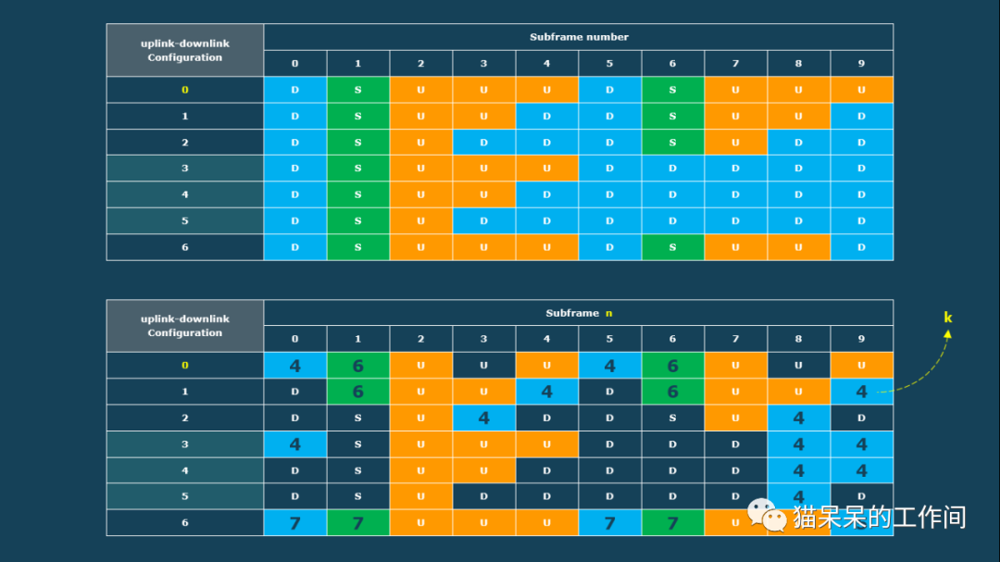 uplink-downlink Configuration Subframe number
0 1 2 3 4 5 6 7 8 9
0 D S U U U D S U U U
1 D S U U D D S U U D
2 D S U D D D S U D D
3 D S U U U D D D D D
4 D S U U D D D D D D
5 D S U D D D D D D D
6 D S U U U D S U U D
uplink-downlink Configuration Subframe n
k
0 1 2 3 4 5 6 7 8 9
0 4 6 U U U 4 6 U U U
1 D 6 U U 4 D 6 U U 4
2 D S U 4 D D S U 4 D
3 4 S U U U D D D 4 4
4 D S U U D D D D 4 4
5 D S U D D D D D 4 D
6 7 7 U U U 7 7 U
猫呆呆的工作间